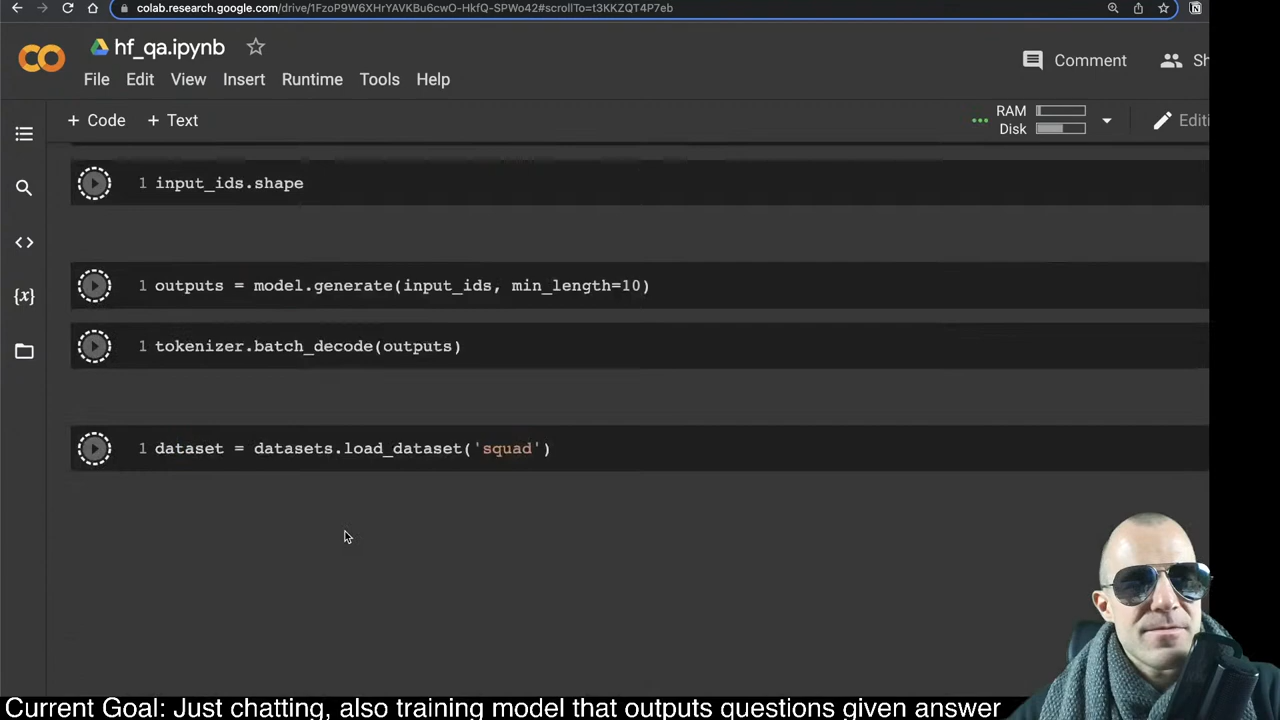 colab.research.google.com/drive/1FzoP9W6XHrYAVKBu6cwO-HkfQ-SPWo42#scrollTo=t3KKZQT4P7eb
hf_qa.ipynb
Comment
Sh
File Edit View Insert Runtime Tools Help
+ Code + Text
RAM
Disk
Editi
1 input_ids.shape
1 outputs = model.generate(input_ids, min_length=10)
1 tokenizer.batch_decode(outputs)
1 dataset = datasets.load_dataset('squad')
Current Goal: Just chatting, also training model that outputs questions given answer